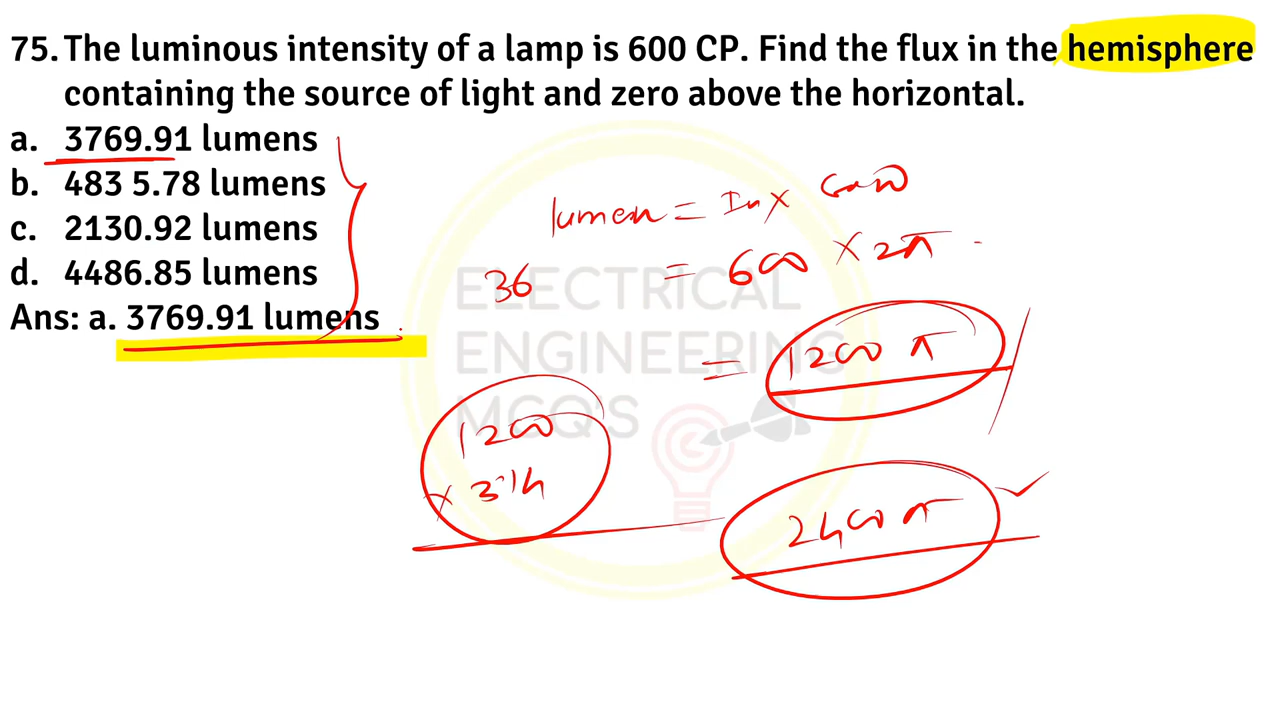 75. The luminous intensity of a lamp is 600 CP. Find the flux in the hemisphere
containing the source of light and zero above the horizontal.
a. 3769.91 lumens
b. 483 5.78 lumens
c. 2130.92 lumens
d. 4486.85 lumens
Ans: a. 3769.91 lumens
lumen =
36
= 600 × 2π
= 1200 π
1200
× 3.14
2400 π
ELECTRICAL
ENGINEERING
MCQ'S